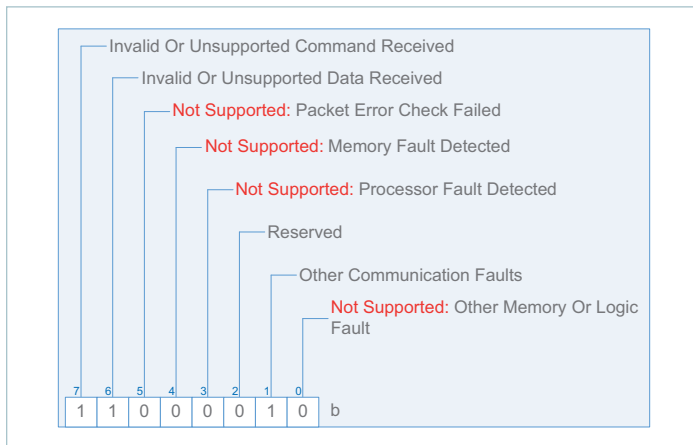 Invalid Or Unsupported Command Received
Invalid Or Unsupported Data Received
Not Supported: Packet Error Check Failed
Not Supported: Memory Fault Detected
Not Supported: Processor Fault Detected
Reserved
Other Communication Faults
Not Supported: Other Memory Or Logic
Fault
7 6 5 4 3 2 1 0
1 1 0 0 0 0 1 0 b